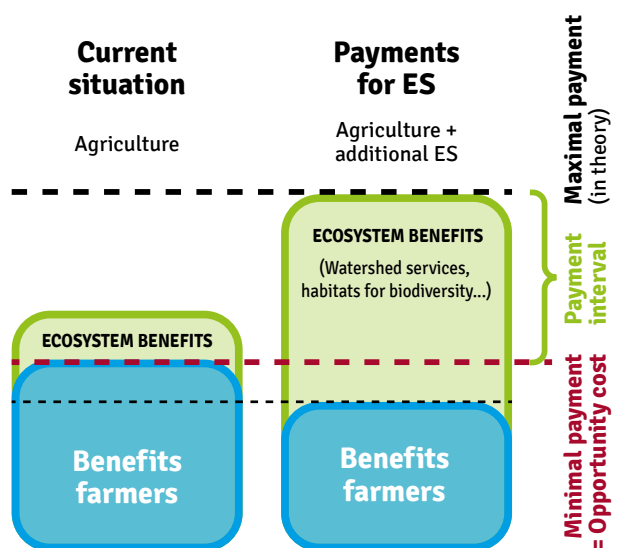 Current
situation
Agriculture
Payments
for ES
Agriculture +
additional ES
Maximal payment
(in theory)
ECOSYSTEM BENEFITS
(Watershed services,
habitats for biodiversity...)
Payment
interval
ECOSYSTEM BENEFITS
Minimal payment
= Opportunity cost
Benefits
farmers
Benefits
farmers